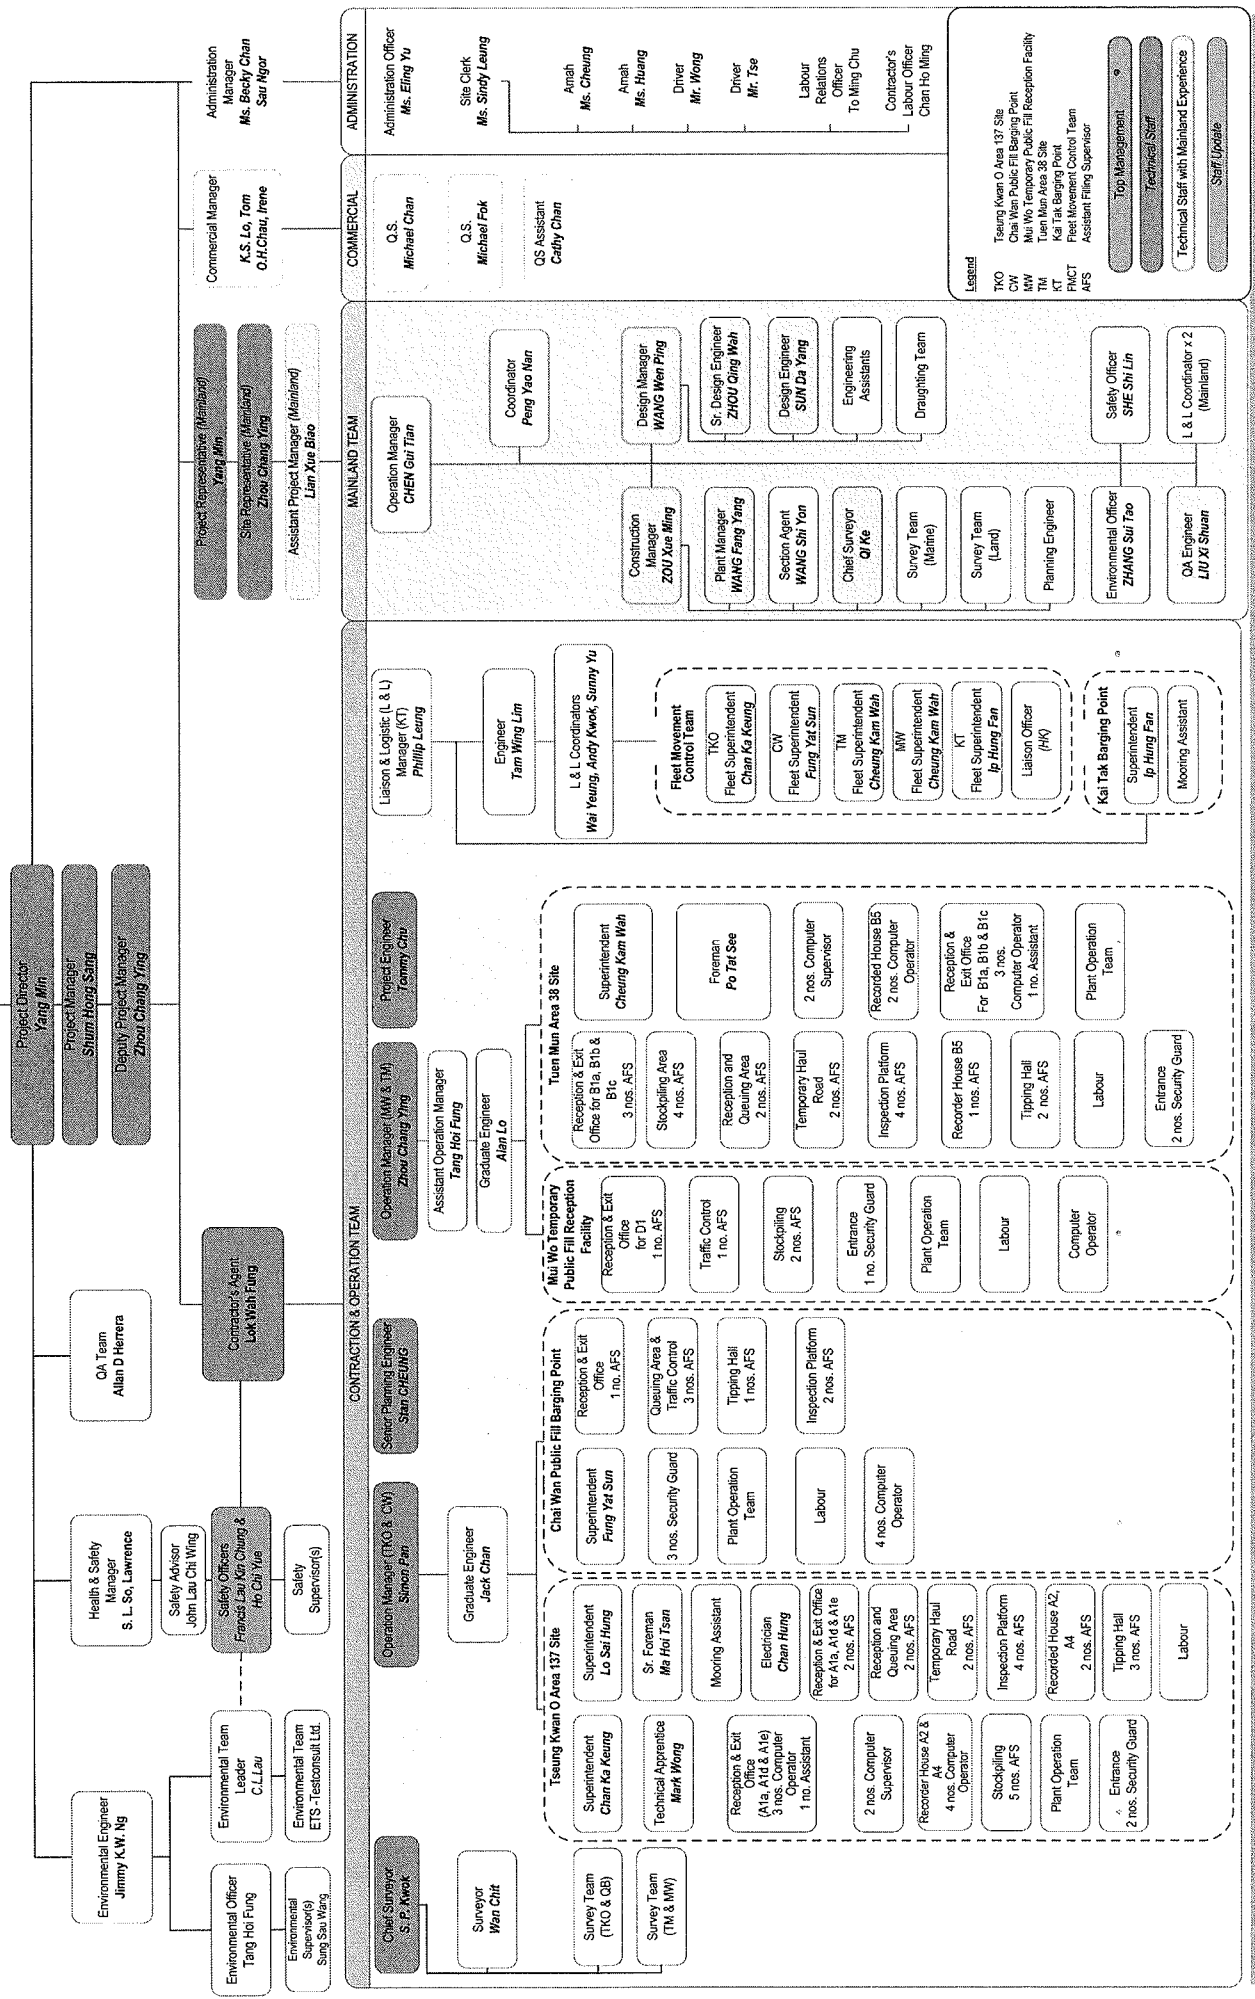 Project Director
Yang Min
Project Manager
Shum Hong Sang
Deputy Project Manager
Zhou Chang Ying
Environmental Engineer
Jimmy K.W. Ng
Health & Safety
Manager
S. L. So, Lawrence
QA Team
Allan D Herrera
Safety Advisor
John Lau Chi Wing
Environmental Officer
Tang Hoi Fung
Environmental Team
Leader
C.L.Lau
Safety Officers
Francis Lau Kin Chung &
Ho Chi Yue
Contractor's Agent
Lok Wah Fung
Environmental
Supervisor(s)
Sung Sau Wang
Environmental Team
ETS -Testconsult Ltd.
Safety
Supervisor(s)
Project Representative (Mainland)
Yang Min
Site Representative (Mainland)
Zhou Chang Ying
Assistant Project Manager (Mainland)
Lian Xue Biao
Commercial Manager
K.S. Lo, Tom
O.H.Chau, Irene
Administration
Manager
Ms. Becky Chan
Sau Ngor
CONTRACTION & OPERATION TEAM
MAINLAND TEAM
COMMERCIAL
ADMINISTRATION
Chief Surveyor
S. P. Kwok
Surveyor
Wan Chit
Survey Team
(TKO & QB)
Survey Team
(TM & MW)
Operation Manager (TKO & CW)
Simon Pan
Graduate Engineer
Jack Chan
Senior Planning Engineer
Stan CHEUNG
Operation Manager (MW & TM)
Zhou Chang Ying
Assistant Operation Manager
Tang Hoi Fung
Graduate Engineer
Alan Lo
Project Engineer
Tommy Chu
Tseung Kwan O Area 137 Site
Superintendent
Chan Ka Keung
Technical Apprentice
Mark Wong
Reception & Exit
Office
(A1a, A1d & A1e)
3 nos. Computer
Operator
1 no. Assistant
2 nos. Computer
Supervisor
Recorder House A2 &
A4
4 nos. Computer
Operator
Stockpiling
5 nos. AFS
Plant Operation
Team
Entrance
2 nos. Security Guard
Superintendent
Lo Sai Hung
Sr. Foreman
Ma Hoi Tsan
Mooring Assistant
Electrician
Chan Hung
Reception & Exit Office
for A1a, A1d & A1e
2 nos. AFS
Reception and
Queuing Area
2 nos. AFS
Temporary Haul
Road
2 nos. AFS
Inspection Platform
4 nos. AFS
Recorded House A2,
A4
2 nos. AFS
Tipping Hall
3 nos. AFS
Labour
Chai Wan Public Fill Barging Point
Superintendent
Fung Yat Sun
3 nos. Security Guard
Plant Operation
Team
Labour
4 nos. Computer
Operator
Reception & Exit
Office
1 no. AFS
Queuing Area &
Traffic Control
3 nos. AFS
Tipping Hall
1 nos. AFS
Inspection Platform
2 nos. AFS
Mui Wo Temporary
Public Fill Reception
Facility
Reception & Exit
Office
for D1
1 no. AFS
Traffic Control
1 no. AFS
Stockpiling
2 nos. AFS
Entrance
1 no. Security Guard
Plant Operation
Team
Labour
Computer
Operator
Tuen Mun Area 38 Site
Reception & Exit
Office for B1a, B1b &
B1c
3 nos. AFS
Stockpiling Area
4 nos. AFS
Reception and
Queuing Area
2 nos. AFS
Temporary Haul
Road
2 nos. AFS
Inspection Platform
4 nos. AFS
Recorder House B5
1 nos. AFS
Tipping Hall
2 nos. AFS
Labour
Entrance
2 nos. Security Guard
Superintendent
Cheung Kam Wah
Foreman
Po Tat See
2 nos. Computer
Supervisor
Recorded House B5
2 nos. Computer
Operator
Reception &
Exit Office
For B1a, B1b & B1c
3 nos.
Computer Operator
1 no. Assistant
Plant Operation
Team
Liaison & Logistic (L & L)
Manager (KT)
Phillip Leung
Engineer
Tam Wing Lim
L & L Coordinators
Wai Yeung, Andy Kwok, Sunny Yu
Fleet Movement
Control Team
TKO
Fleet Superintendent
Chan Ka Keung
CW
Fleet Superintendent
Fung Yat Sun
TM
Fleet Superintendent
Cheung Kam Wah
MW
Fleet Superintendent
Cheung Kam Wah
KT
Fleet Superintendent
Ip Hung Fan
Liaison Officer
(HK)
Kai Tak Barging Point
Superintendent
Ip Hung Fan
Mooring Assistant
Operation Manager
CHEN Gui Tian
Coordinator
Peng Yao Nan
Construction
Manager
ZOU Xue Ming
Plant Manager
WANG Fang Yang
Section Agent
WANG Shi Yon
Chief Surveyor
QI Ke
Survey Team
(Marine)
Survey Team
(Land)
Planning Engineer
Environmental Officer
ZHANG Sui Tao
QA Engineer
LIU Xi Shuan
Design Manager
WANG Wen Ping
Sr. Design Engineer
ZHOU Qing Wah
Design Engineer
SUN Da Yang
Engineering
Assistants
Draughting Team
Safety Officer
SHE Shi Lin
L & L Coordinator x 2
(Mainland)
Q.S.
Michael Chan
Q.S.
Michael Fok
QS Assistant
Cathy Chan
Administration Officer
Ms. Eling Yu
Site Clerk
Ms. Sindy Leung
Amah
Ms. Cheung
Amah
Ms. Huang
Driver
Mr. Wong
Driver
Mr. Tse
Labour
Relations
Officer
To Ming Chu
Contractor's
Labour Officer
Chan Ho Ming
Legend
TKO Tseung Kwan O Area 137 Site
CW Chai Wan Public Fill Barging Point
MW Mui Wo Temporary Public Fill Reception Facility
TM Tuen Mun Area 38 Site
KT Kai Tak Barging Point
FMCT Fleet Movement Control Team
AFS Assistant Filling Supervisor
Top Management
Technical Staff
Technical Staff with Mainland Experience
Staff Update